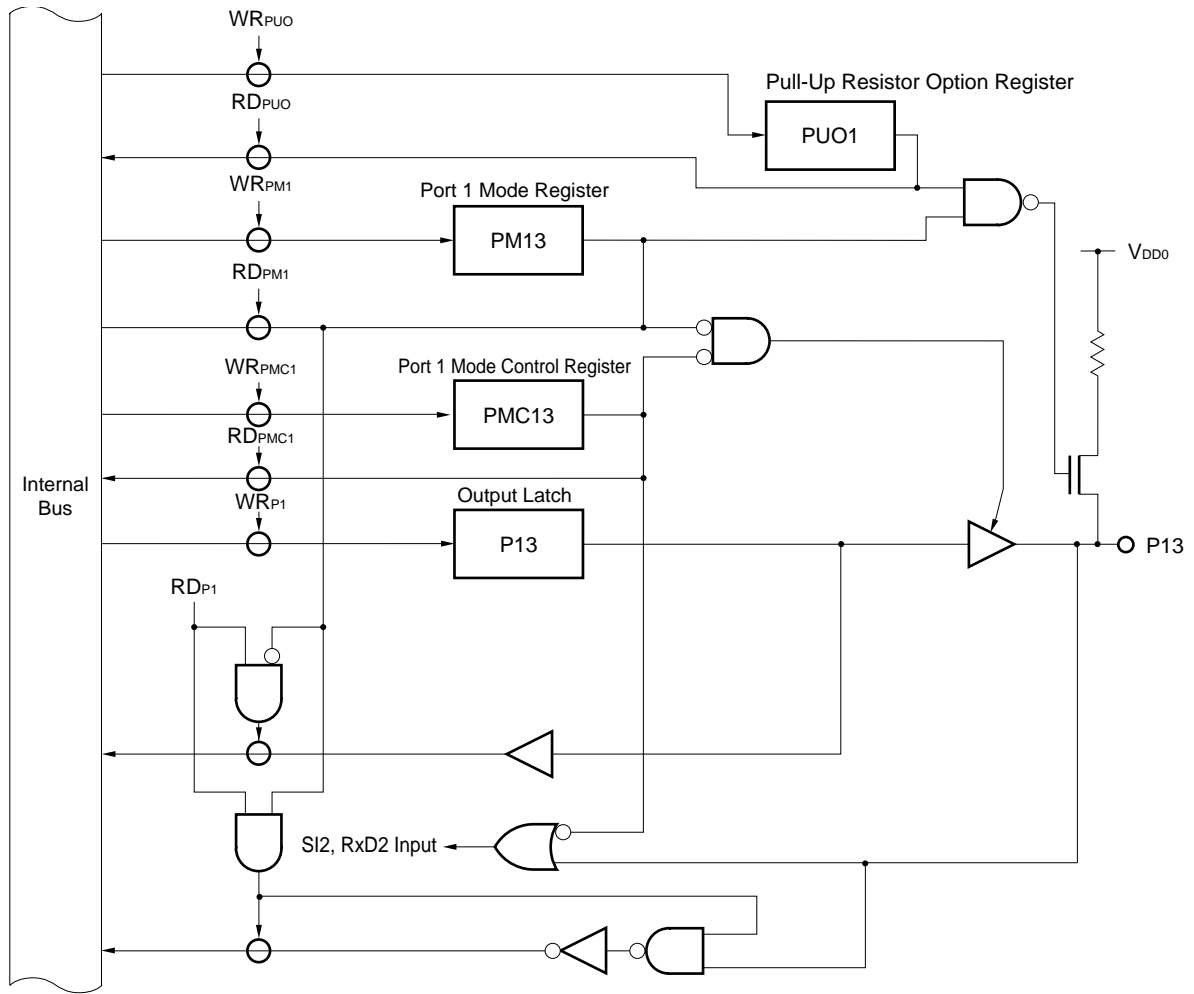 WRPUO
RDPUO
Pull-Up Resistor Option Register
PUO1
WRPM1
Port 1 Mode Register
PM13
RDPM1
VDD0
WRPMC1
Port 1 Mode Control Register
PMC13
RDPMC1
Internal
Bus
WRP1
Output Latch
P13
P13
RDP1
SI2, RxD2 Input